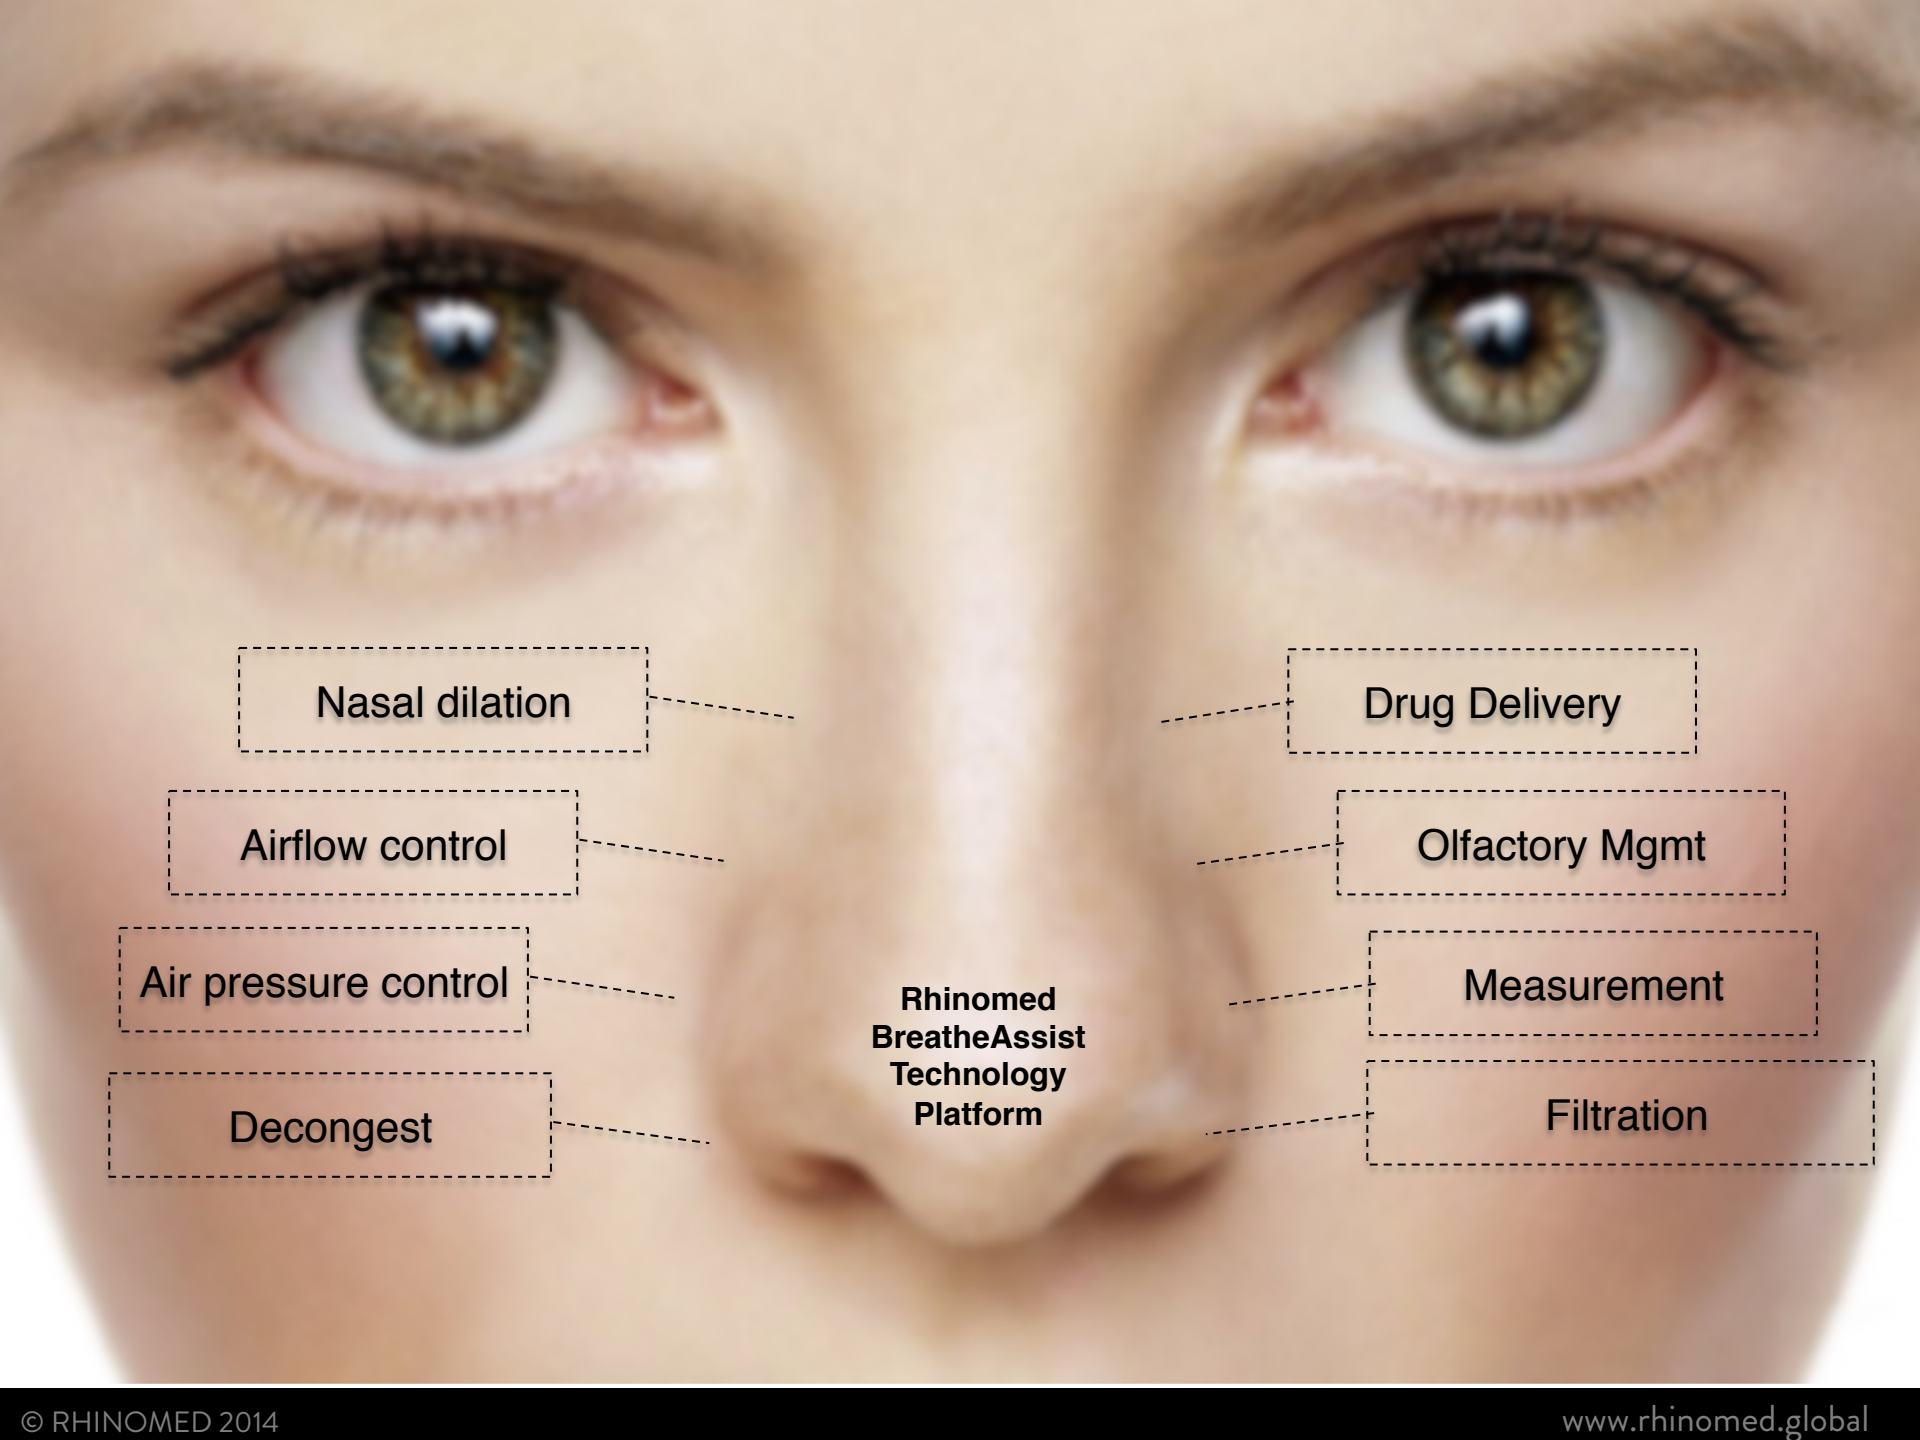 Nasal dilation
Drug Delivery
Airflow control
Olfactory Mgmt
Air pressure control
Measurement
Rhinomed
BreatheAssist
Technology
Platform
Decongest
Filtration
© RHINOMED 2014
www.rhinomed.global